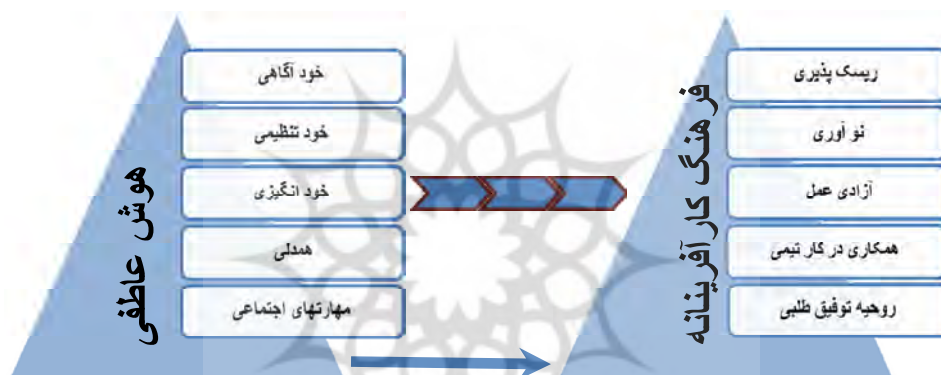 هوش عاطفی
خود آگاهی
خود تنظیمی
خود انگیزی
همدلی
مهارتهای اجتماعی
فرهنگ کارآفرینانه
ریسک پذیری
نو آوری
آزادی عمل
همکاری در کار تیمی
روحیه توفیق طلبی